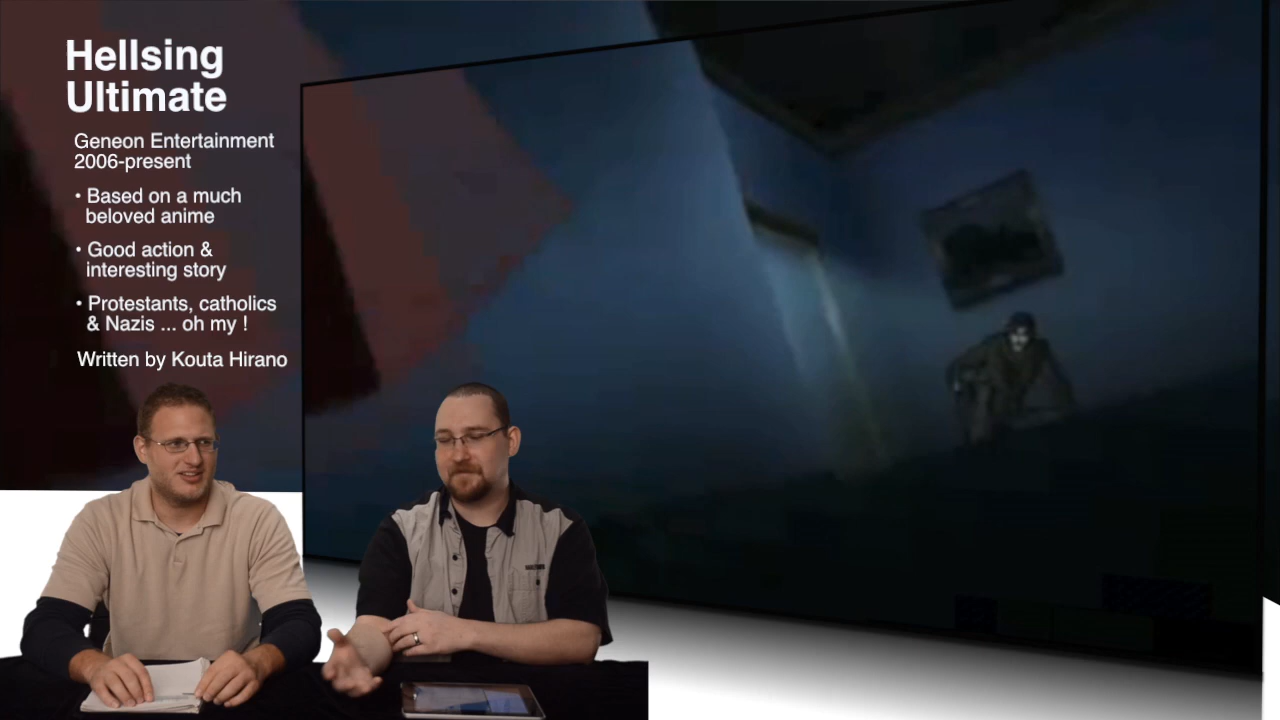 Hellsing
Ultimate
Geneon Entertainment
2006-present
• Based on a much
beloved anime
• Good action &
interesting story
• Protestants, catholics
& Nazis ... oh my !
Written by Kouta Hirano